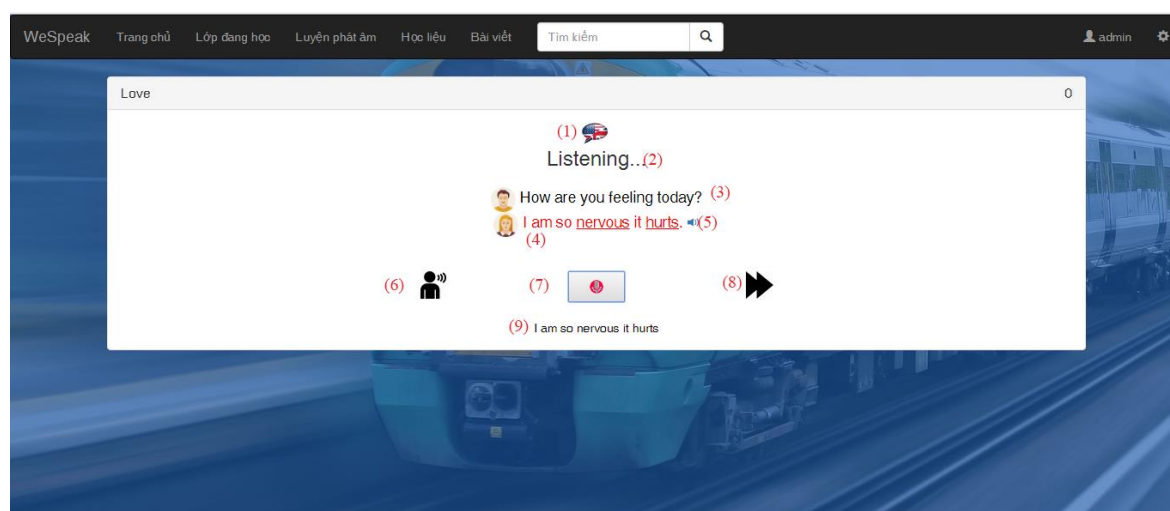 WeSpeak Trang chủ Lớp đang học Luyện phát âm Học liệu Bài viết Tìm kiếm admin
Love 0
(1)
Listening...(2)
How are you feeling today? (3)
I am so nervous it hurts. (5)
(4)
(6) (7) (8)
(9) I am so nervous it hurts